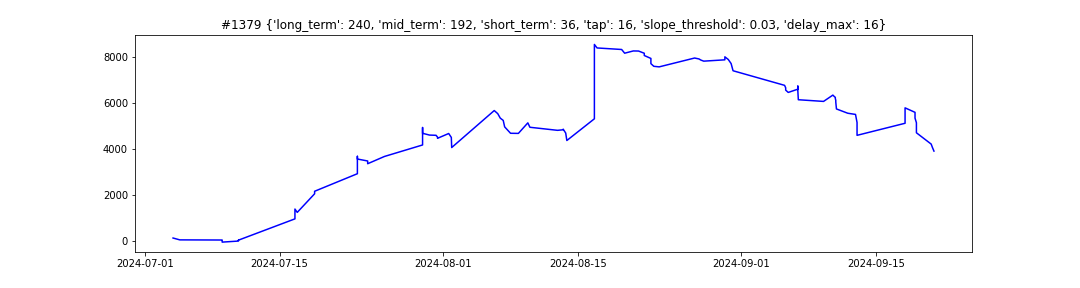 #1379 {'long_term': 240, 'mid_term': 192, 'short_term': 36, 'tap': 16, 'slope_threshold': 0.03, 'delay_max': 16}
8000
6000
4000
2000
0
2024-07-01 2024-07-15 2024-08-01 2024-08-15 2024-09-01 2024-09-15